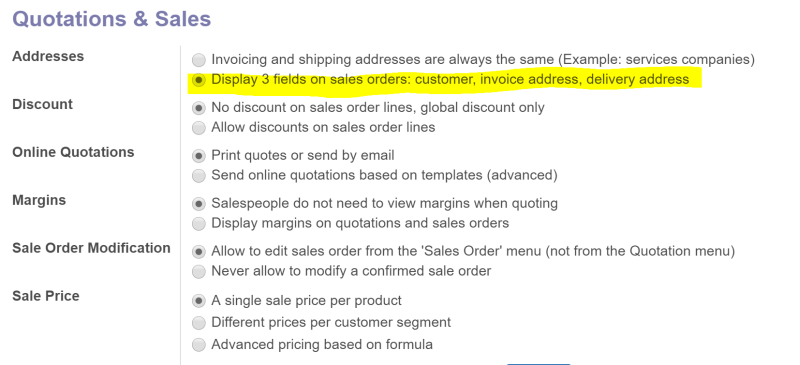 Quotations & Sales
Addresses
Invoicing and shipping addresses are always the same (Example: services companies)
Display 3 fields on sales orders: customer, invoice address, delivery address
Discount
No discount on sales order lines, global discount only
Allow discounts on sales order lines
Online Quotations
Print quotes or send by email
Send online quotations based on templates (advanced)
Margins
Salespeople do not need to view margins when quoting
Display margins on quotations and sales orders
Sale Order Modification
Allow to edit sales order from the 'Sales Order' menu (not from the Quotation menu)
Never allow to modify a confirmed sale order
Sale Price
A single sale price per product
Different prices per customer segment
Advanced pricing based on formula